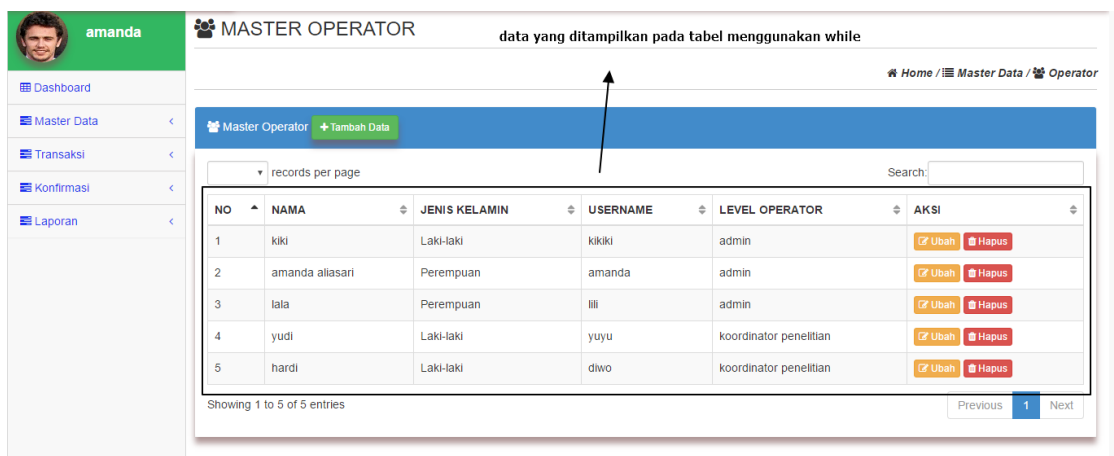 amanda
MASTER OPERATOR
data yang ditampilkan pada tabel menggunakan while
Home / Master Data / Operator
Dashboard
Master Data
Transaksi
Konfirmasi
Laporan
Master Operator +Tambah Data
records per page Search:
NO NAMA JENIS KELAMIN USERNAME LEVEL OPERATOR AKSI
1 kiki Laki-laki kikiki admin Ubah Hapus
2 amanda aliasari Perempuan amanda admin Ubah Hapus
3 lala Perempuan lili admin Ubah Hapus
4 yudi Laki-laki yuyu koordinator penelitian Ubah Hapus
5 hardi Laki-laki diwo koordinator penelitian Ubah Hapus
Showing 1 to 5 of 5 entries Previous 1 Next